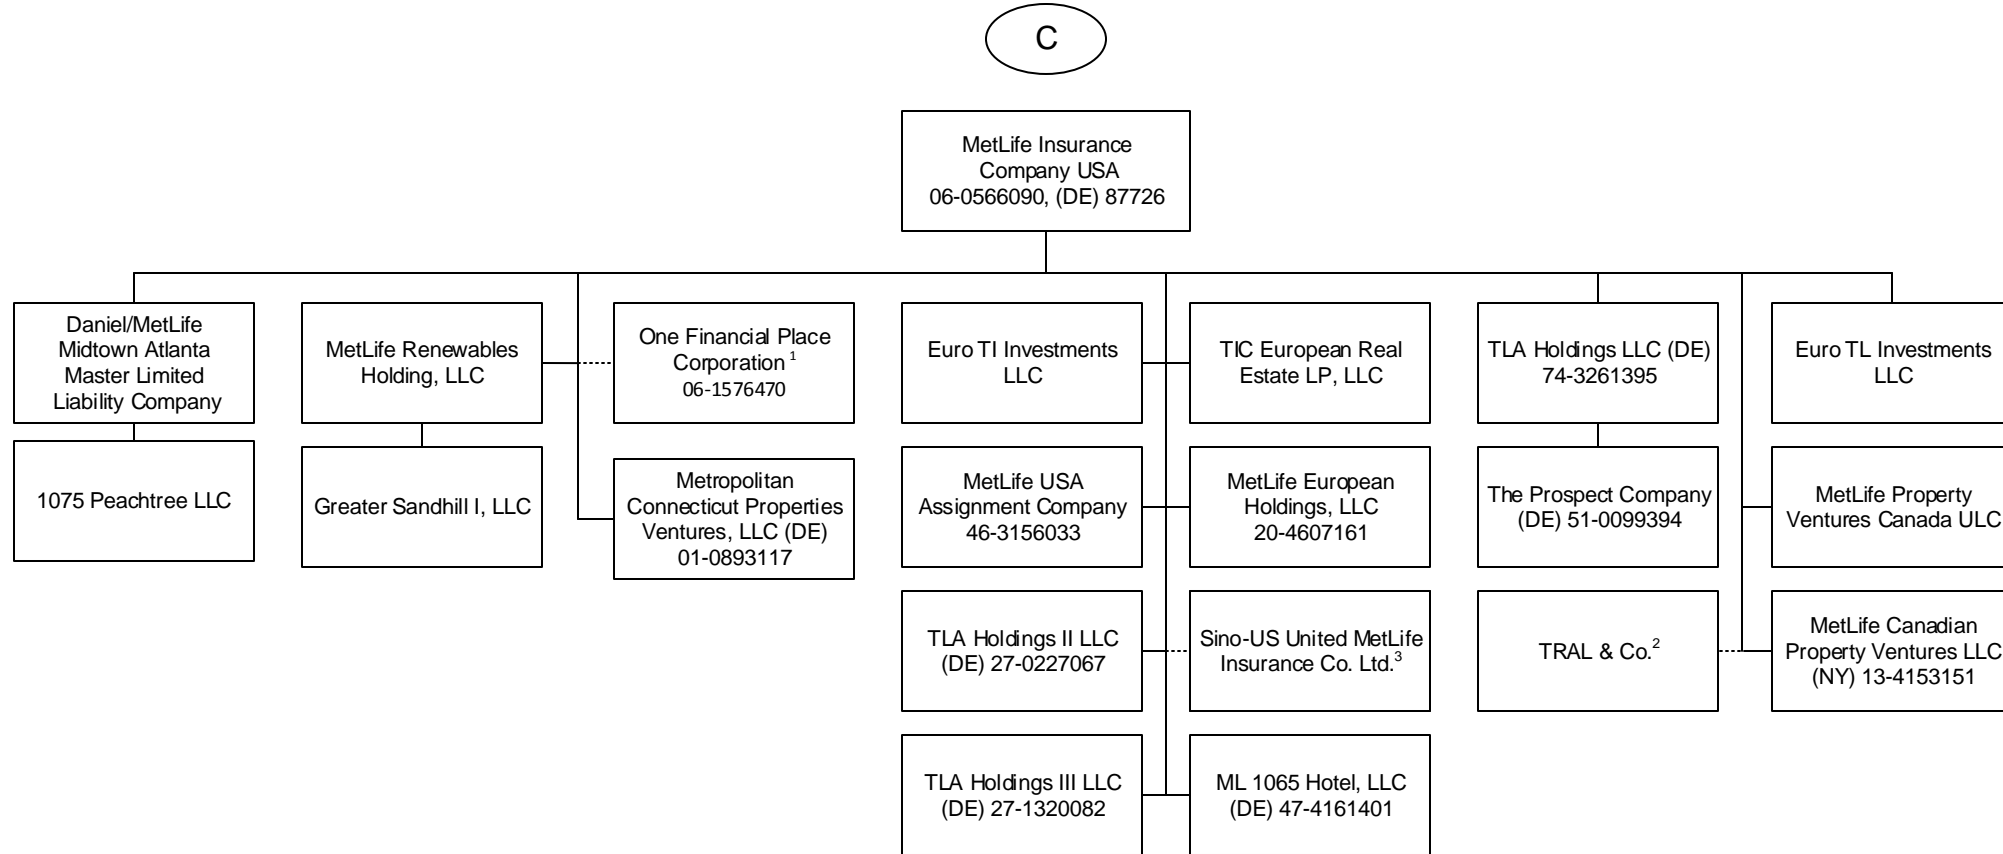 C
MetLife Insurance
Company USA
06-0566090, (DE) 87726
Daniel/MetLife
Midtown Atlanta
Master Limited
Liability Company
MetLife Renewables
Holding, LLC
One Financial Place
Corporation 1
06-1576470
Euro TI Investments
LLC
TIC European Real
Estate LP, LLC
TLA Holdings LLC (DE)
74-3261395
Euro TL Investments
LLC
1075 Peachtree LLC
Greater Sandhill I, LLC
Metropolitan
Connecticut Properties
Ventures, LLC (DE)
01-0893117
MetLife USA
Assignment Company
46-3156033
MetLife European
Holdings, LLC
20-4607161
The Prospect Company
(DE) 51-0099394
MetLife Property
Ventures Canada ULC
TLA Holdings II LLC
(DE) 27-0227067
Sino-US United MetLife
Insurance Co. Ltd.3
TRAL & Co.2
MetLife Canadian
Property Ventures LLC
(NY) 13-4153151
TLA Holdings III LLC
(DE) 27-1320082
ML 1065 Hotel, LLC
(DE) 47-4161401